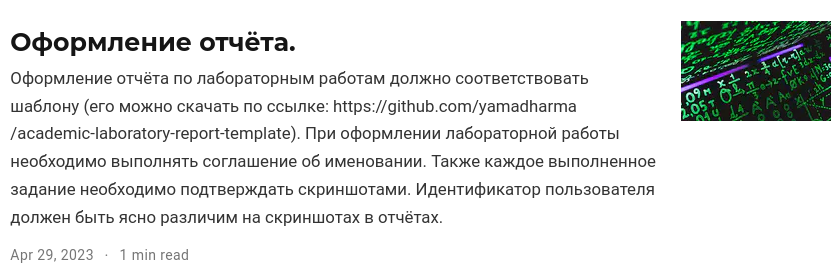 Оформление отчёта.
Оформление отчёта по лабораторным работам должно соответствовать
шаблону (его можно скачать по ссылке: https://github.com/yamadharma
/academic-laboratory-report-template). При оформлении лабораторной работы
необходимо выполнять соглашение об именовании. Также каждое выполненное
задание необходимо подтверждать скриншотами. Идентификатор пользователя
должен быть ясно различим на скриншотах в отчётах.
Apr 29, 2023 · 1 min read